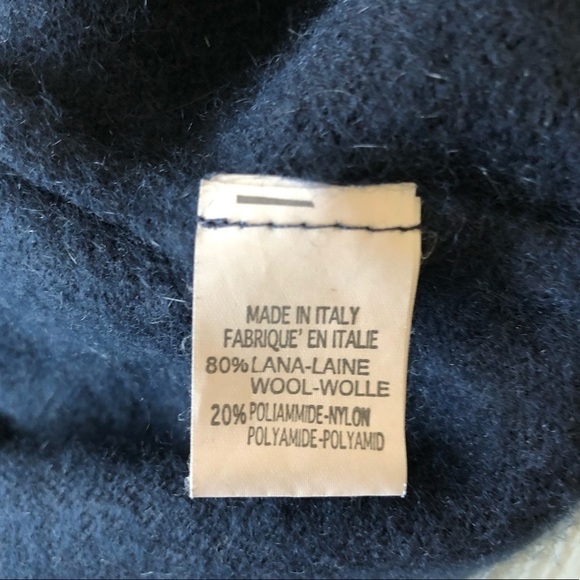 MADE IN ITALY
FABRIQUE' EN ITALIE
80% LANA-LAINE
WOOL-WOLLE
20% POLIAMMIDE-NYLON
POLYAMIDE-POLYAMID